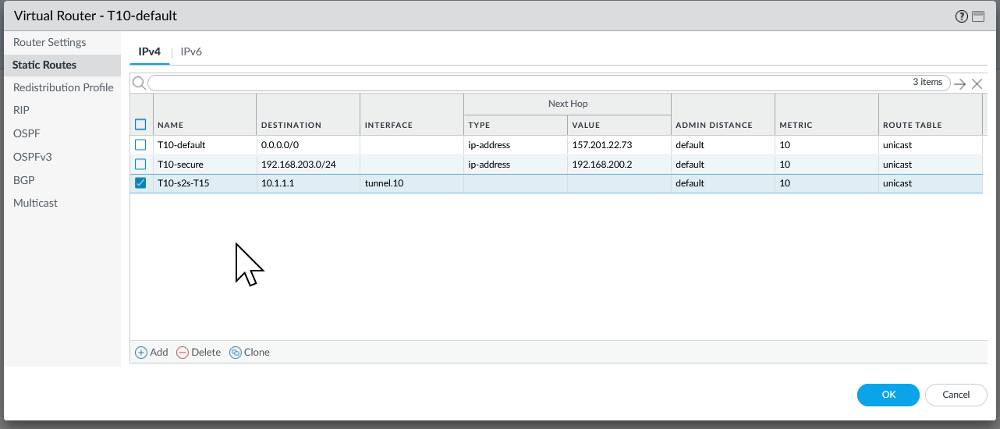 Virtual Router - T10-default
Router Settings
Static Routes
Redistribution Profile
RIP
OSPF
OSPFv3
BGP
Multicast
IPv4 | IPv6
3 items
Next Hop
NAME DESTINATION INTERFACE TYPE VALUE ADMIN DISTANCE METRIC ROUTE TABLE
T10-default 0.0.0.0/0 ip-address 157.201.22.73 default 10 unicast
T10-secure 192.168.203.0/24 ip-address 192.168.200.2 default 10 unicast
T10-s2s-T15 10.1.1.1 tunnel.10 default 10 unicast
Add Delete Clone
OK Cancel